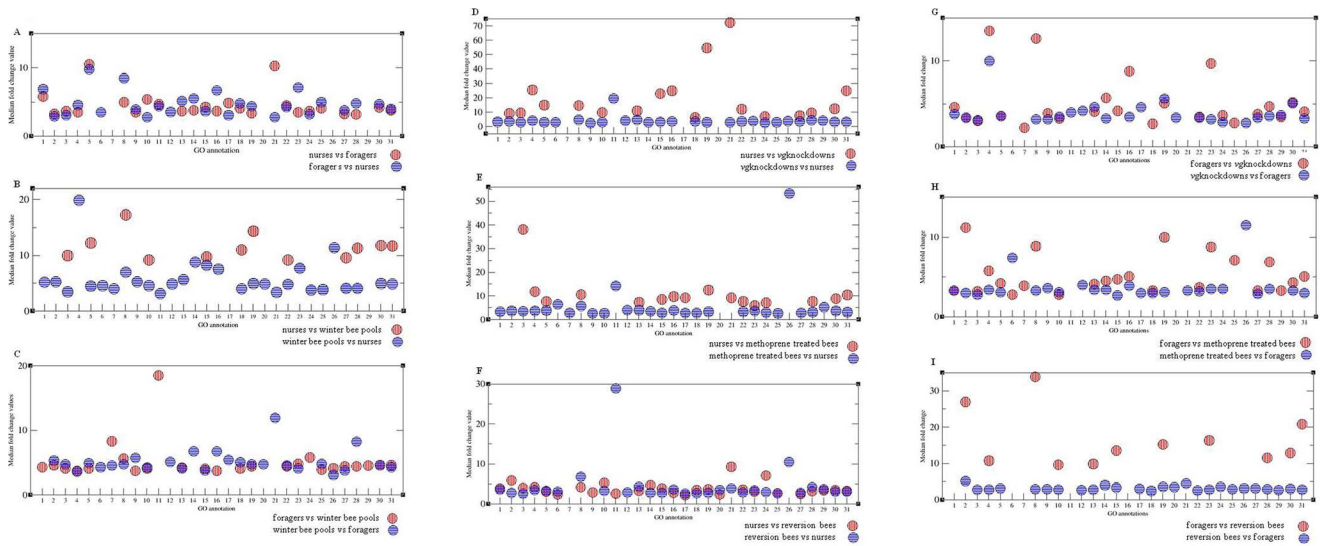 A
10
0
Median fold change value
1 2 3 4 5 6 7 8 9 10 11 12 13 14 15 16 17 18 19 20 21 22 23 24 25 26 27 28 29 30 31
GO annotation
nurses vs foragers
foragers vs nurses
B
20
10
0
Median fold change value
1 2 3 4 5 6 7 8 9 10 11 12 13 14 15 16 17 18 19 20 21 22 23 24 25 26 27 28 29 30 31
GO annotation
nurses vs winter bee pools
winter bee pools vs nurses
C
20
10
0
Median fold change values
1 2 3 4 5 6 7 8 9 10 11 12 13 14 15 16 17 18 19 20 21 22 23 24 25 26 27 28 29 30 31
GO annotation
foragers vs winter bee pools
winter bee pools vs foragers
D
70
60
50
40
30
20
10
0
Median fold change value
1 2 3 4 5 6 7 8 9 10 11 12 13 14 15 16 17 18 19 20 21 22 23 24 25 26 27 28 29 30 31
GO annotation
nurses vs vgknockdowns
vgknockdowns vs nurses
E
50
40
30
20
10
0
Median fold change value
1 2 3 4 5 6 7 8 9 10 11 12 13 14 15 16 17 18 19 20 21 22 23 24 25 26 27 28 29 30 31
GO annotation
nurses vs methoprene treated bees
methoprene treated bees vs nurses
F
30
20
10
0
Median fold change value
1 2 3 4 5 6 7 8 9 10 11 12 13 14 15 16 17 18 19 20 21 22 23 24 25 26 27 28 29 30 31
GO annotation
nurses vs reversion bees
reversion bees vs nurses
G
10
0
Median fold change
1 2 3 4 5 6 7 8 9 10 11 12 13 14 15 16 17 18 19 20 21 22 23 24 25 26 27 28 29 30
GO annotations
foragers vs vgknockdowns
vgknockdowns vs foragers
H
10
0
Median fold change
1 2 3 4 5 6 7 8 9 10 11 12 13 14 15 16 17 18 19 20 21 22 23 24 25 26 27 28 29 30 31
GO annotations
foragers vs methoprene treated bees
methoprene treated bees vs foragers
I
30
20
10
0
Median fold change
1 2 3 4 5 6 7 8 9 10 11 12 13 14 15 16 17 18 19 20 21 22 23 24 25 26 27 28 29 30 31
GO annotations
foragers vs reversion bees
reversion bees vs foragers